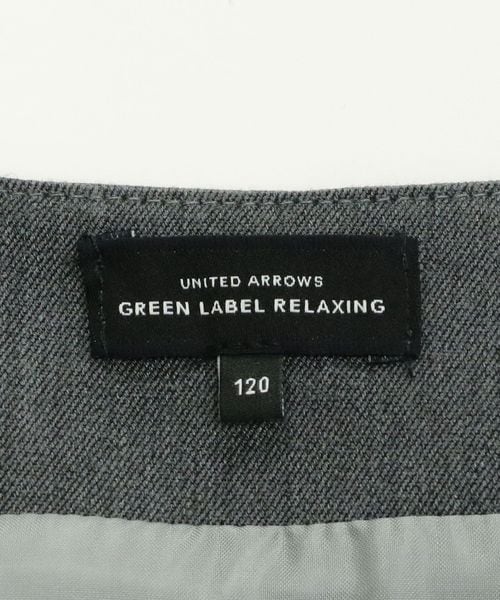 UNITED ARROWS
GREEN LABEL RELAXING
120